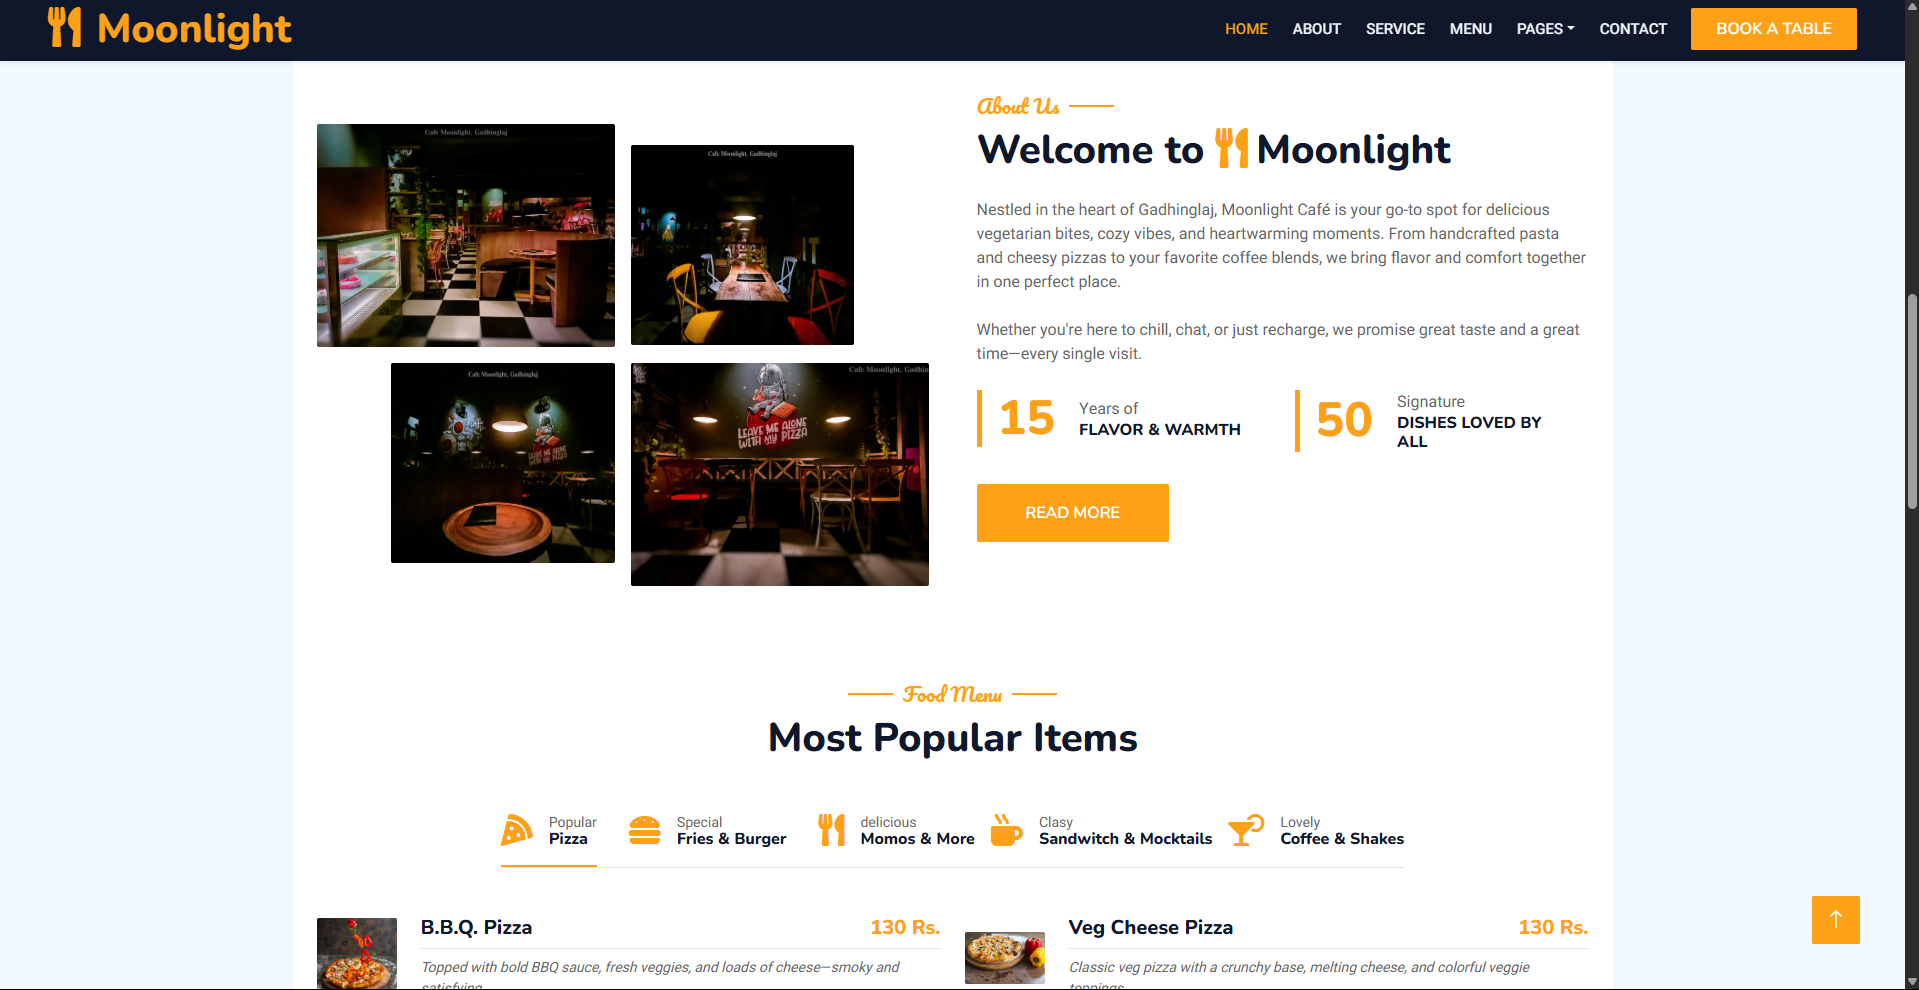 Moonlight
HOME ABOUT SERVICE MENU PAGES CONTACT BOOK A TABLE
Cafe Moonlight, Gadhinglaj
Cafe Moonlight, Gadhinglaj
Cafe Moonlight, Gadhinglaj
LEAVE ME ALONE
WITH MY PIZZA
Cafe Moonlight, Gadhin
LEAVE ME ALONE
WITH MY PIZZA
About Us
Welcome to Moonlight
Nestled in the heart of Gadhinglaj, Moonlight Café is your go-to spot for delicious
vegetarian bites, cozy vibes, and heartwarming moments. From handcrafted pasta
and cheesy pizzas to your favorite coffee blends, we bring flavor and comfort together
in one perfect place.
Whether you're here to chill, chat, or just recharge, we promise great taste and a great
time—every single visit.
15 Years of
FLAVOR & WARMTH
50 Signature
DISHES LOVED BY
ALL
READ MORE
Food Menu
Most Popular Items
Popular
Pizza
Special
Fries & Burger
delicious
Momos & More
Clasy
Sandwitch & Mocktails
Lovely
Coffee & Shakes
B.B.Q. Pizza 130 Rs.
Topped with bold BBQ sauce, fresh veggies, and loads of cheese—smoky and
satisfying
Veg Cheese Pizza 130 Rs.
Classic veg pizza with a crunchy base, melting cheese, and colorful veggie
toppings